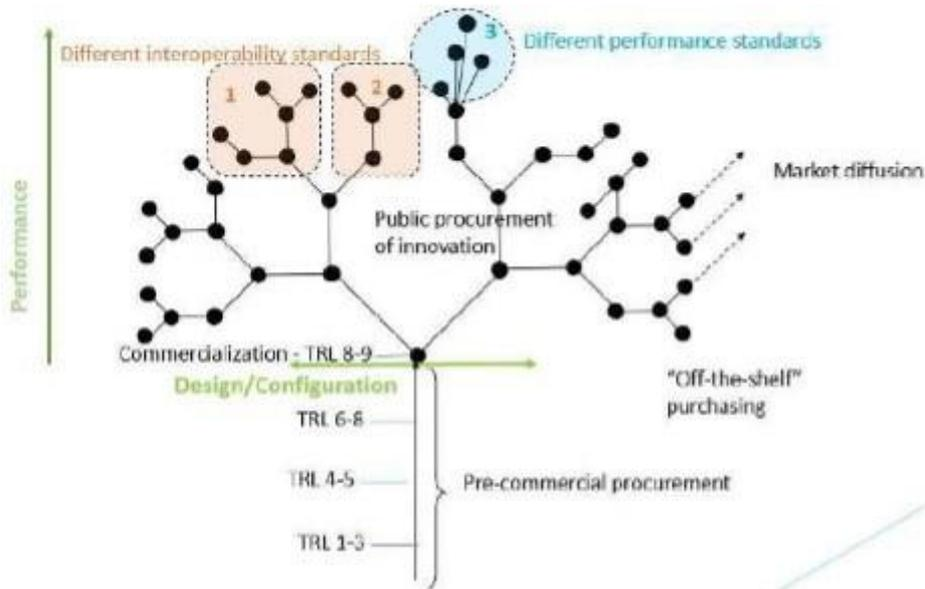 3
Different performance standards
Different interoperability standards
1
2
Market diffusion
Public procurement
of innovation
Performance
Commercialization - TRL 8-9
Design/Configuration
"Off-the-shelf"
purchasing
TRL 6-8
TRL 4-5
Pre-commercial procurement
TRL 1-3